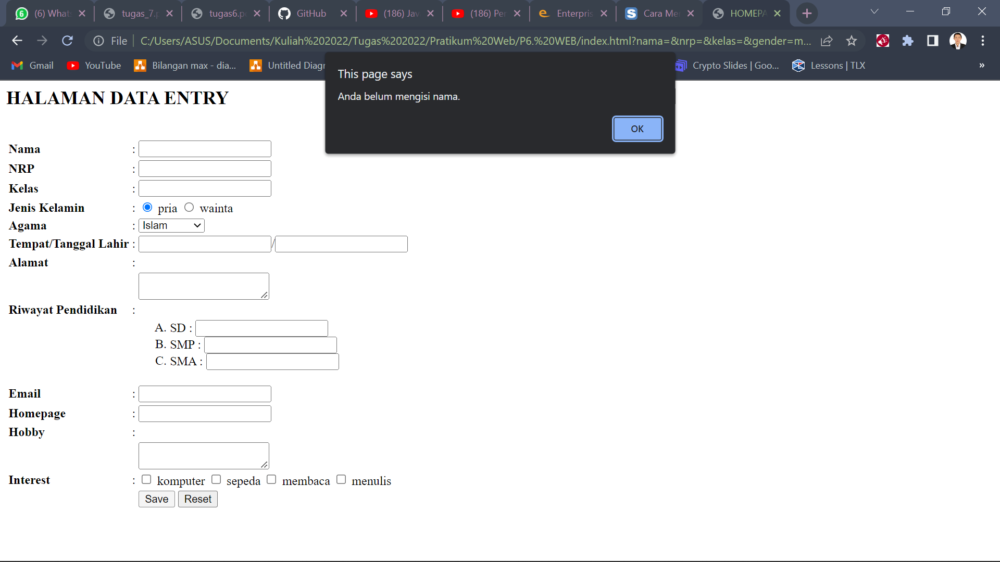 (6) What
tugas_7.p
tugas6.p
GitHub
(186) Jav
(186) Per
Enterpris
Cara Me
HOMEPA
File
C:/Users/ASUS/Documents/Kuliah%202022/Tugas%202022/Pratikum%20Web/P6.%20WEB/index.html?nama=&nrp=&kelas=&gender=m...
Gmail
YouTube
Bilangan max - dia...
Untitled Diagr
Crypto Slides | Goo...
Lessons | TLX
»
This page says
Anda belum mengisi nama.
OK
HALAMAN DATA ENTRY
Nama :
NRP :
Kelas :
Jenis Kelamin : pria wainta
Agama : Islam
Tempat/Tanggal Lahir : /
Alamat :
Riwayat Pendidikan :
A. SD :
B. SMP :
C. SMA :
Email :
Homepage :
Hobby :
Interest : komputer sepeda membaca menulis
Save Reset